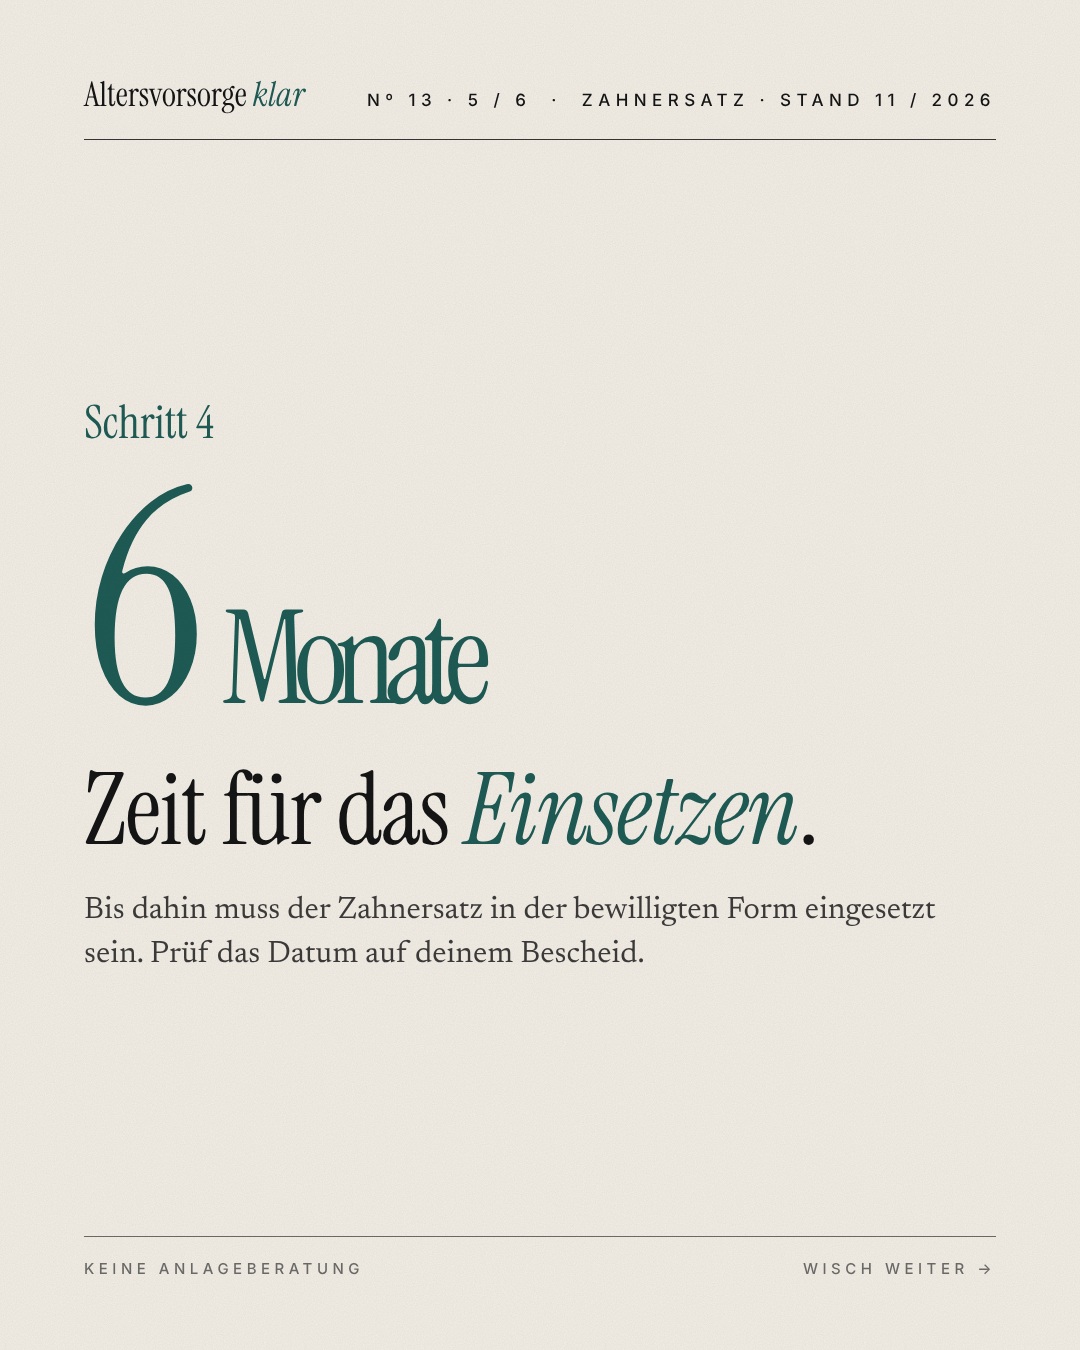 Altersvorsorge klar
Nº 13 · 5 / 6 · ZAHNERSATZ · STAND 11 / 2026
Schritt 4
6 Monate
Zeit für das Einsetzen.
Bis dahin muss der Zahnersatz in der bewilligten Form eingesetzt
sein. Prüf das Datum auf deinem Bescheid.
KEINE ANLAGEBERATUNG
WISCH WEITER →